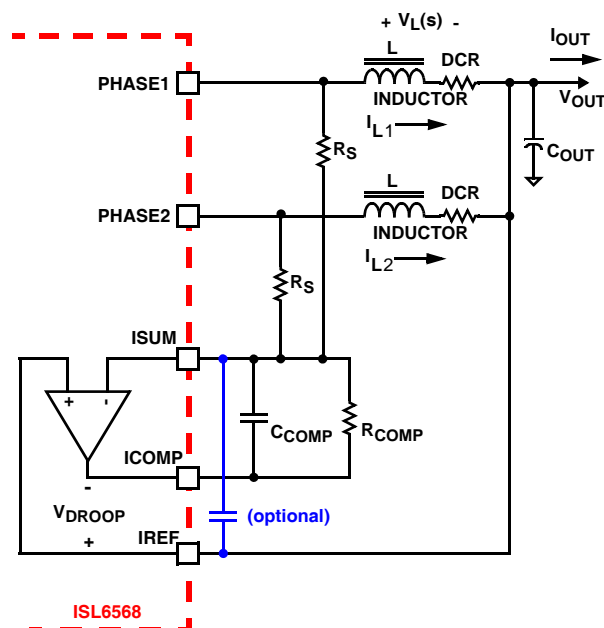 + VL(s) -
L
DCR
IOUT
PHASE1
INDUCTOR
VOUT
IL1
COUT
RS
L
DCR
PHASE2
INDUCTOR
IL2
RS
ISUM
+ -
CCOMP
RCOMP
ICOMP
-
VDROOP
(optional)
+
IREF
ISL6568